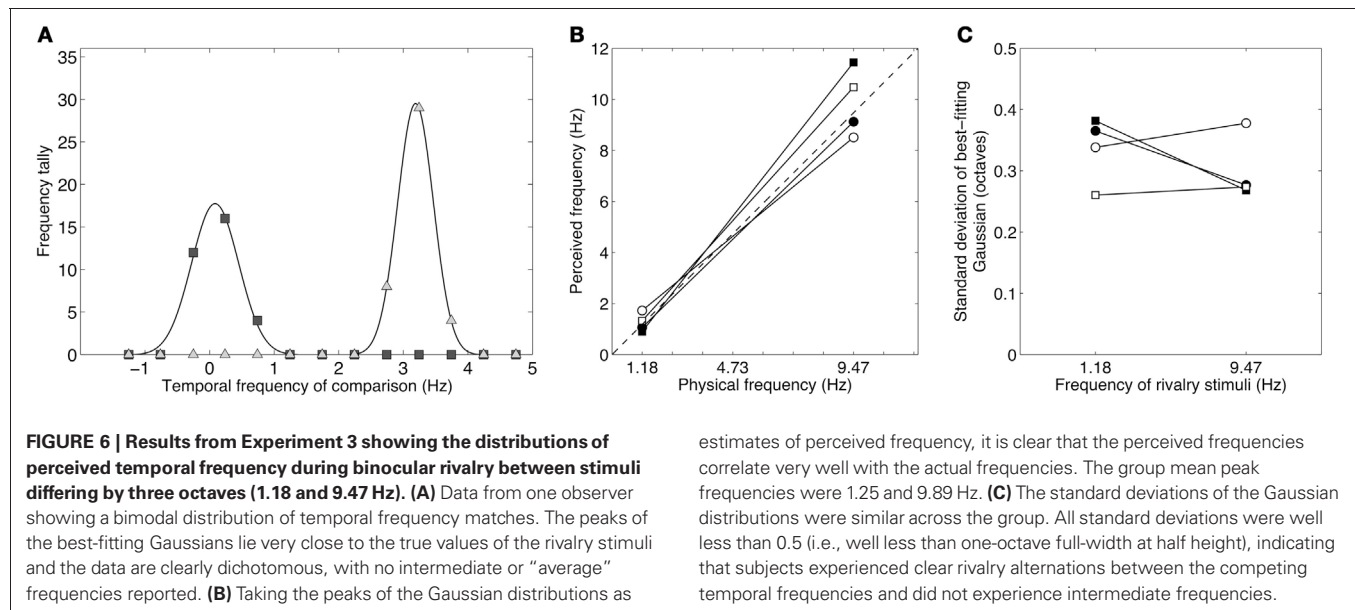 A
35
30
25
20
15
10
5
0
Frequency tally
−1 0 1 2 3 4 5
Temporal frequency of comparison (Hz)
B
12
10
8
6
4
2
0
Perceived frequency (Hz)
1.18 4.73 9.47
Physical frequency (Hz)
C
0.5
0.4
0.3
0.2
0.1
0
Standard deviation of best−fitting
Gaussian (octaves)
1.18 9.47
Frequency of rivalry stimuli (Hz)
FIGURE 6 | Results from Experiment 3 showing the distributions of
perceived temporal frequency during binocular rivalry between stimuli
differing by three octaves (1.18 and 9.47 Hz). (A) Data from one observer
showing a bimodal distribution of temporal frequency matches. The peaks of
the best-fitting Gaussians lie very close to the true values of the rivalry stimuli
and the data are clearly dichotomous, with no intermediate or “average”
frequencies reported. (B) Taking the peaks of the Gaussian distributions as
estimates of perceived frequency, it is clear that the perceived frequencies
correlate very well with the actual frequencies. The group mean peak
frequencies were 1.25 and 9.89 Hz. (C) The standard deviations of the Gaussian
distributions were similar across the group. All standard deviations were well
less than 0.5 (i.e., well less than one-octave full-width at half height), indicating
that subjects experienced clear rivalry alternations between the competing
temporal frequencies and did not experience intermediate frequencies.